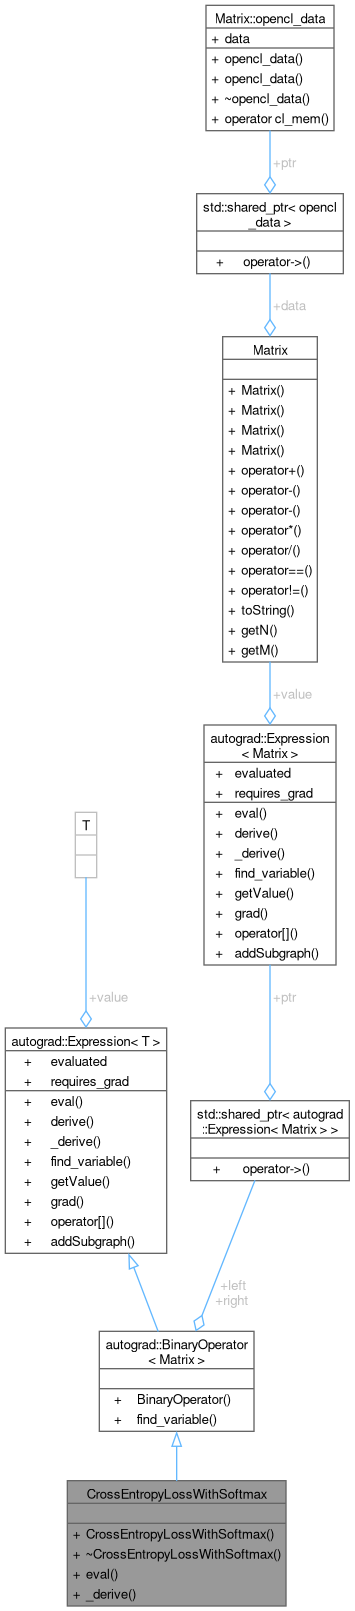 Matrix::opencl_data
+ data
+ opencl_data()
+ opencl_data()
+ ~opencl_data()
+ operator cl_mem()
+ptr
std::shared_ptr< opencl
_data >
+ operator->()
+data
Matrix
+ Matrix()
+ Matrix()
+ Matrix()
+ Matrix()
+ operator+()
+ operator-()
+ operator-()
+ operator*()
+ operator/()
+ operator==()
+ operator!=()
+ toString()
+ getN()
+ getM()
+value
autograd::Expression
< Matrix >
+ evaluated
+ requires_grad
+ eval()
+ derive()
+ _derive()
+ find_variable()
+ getValue()
+ grad()
+ operator[]()
+ addSubgraph()
T
+value
+ptr
autograd::Expression< T >
+ evaluated
+ requires_grad
+ eval()
+ derive()
+ _derive()
+ find_variable()
+ getValue()
+ grad()
+ operator[]()
+ addSubgraph()
std::shared_ptr< autograd
::Expression< Matrix > >
+ operator->()
+left
+right
autograd::BinaryOperator
< Matrix >
+ BinaryOperator()
+ find_variable()
CrossEntropyLossWithSoftmax
+ CrossEntropyLossWithSoftmax()
+ ~CrossEntropyLossWithSoftmax()
+ eval()
+ _derive()